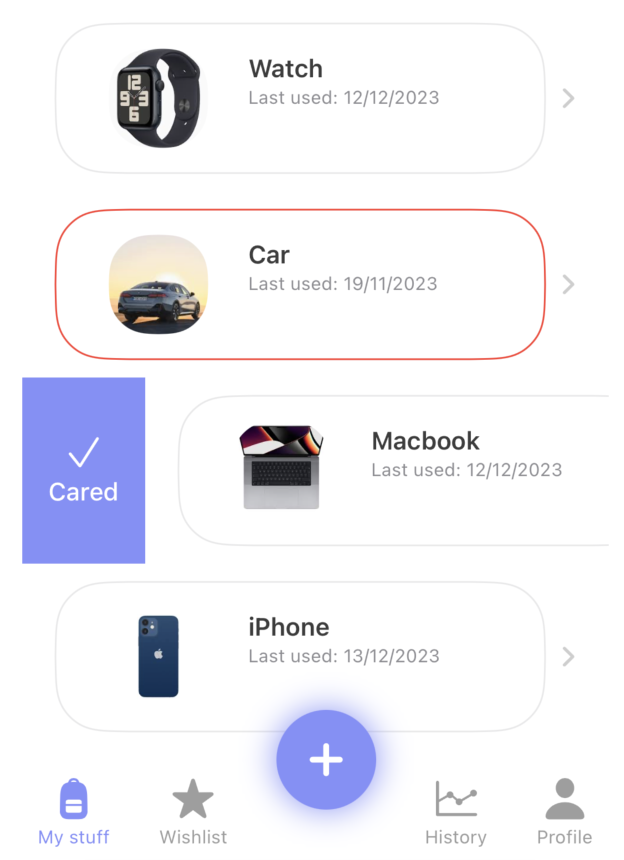 Watch
Last used: 12/12/2023
Car
Last used: 19/11/2023
Cared
Macbook
Last used: 12/12/2023
iPhone
Last used: 13/12/2023
+
My stuff
Wishlist
History
Profile